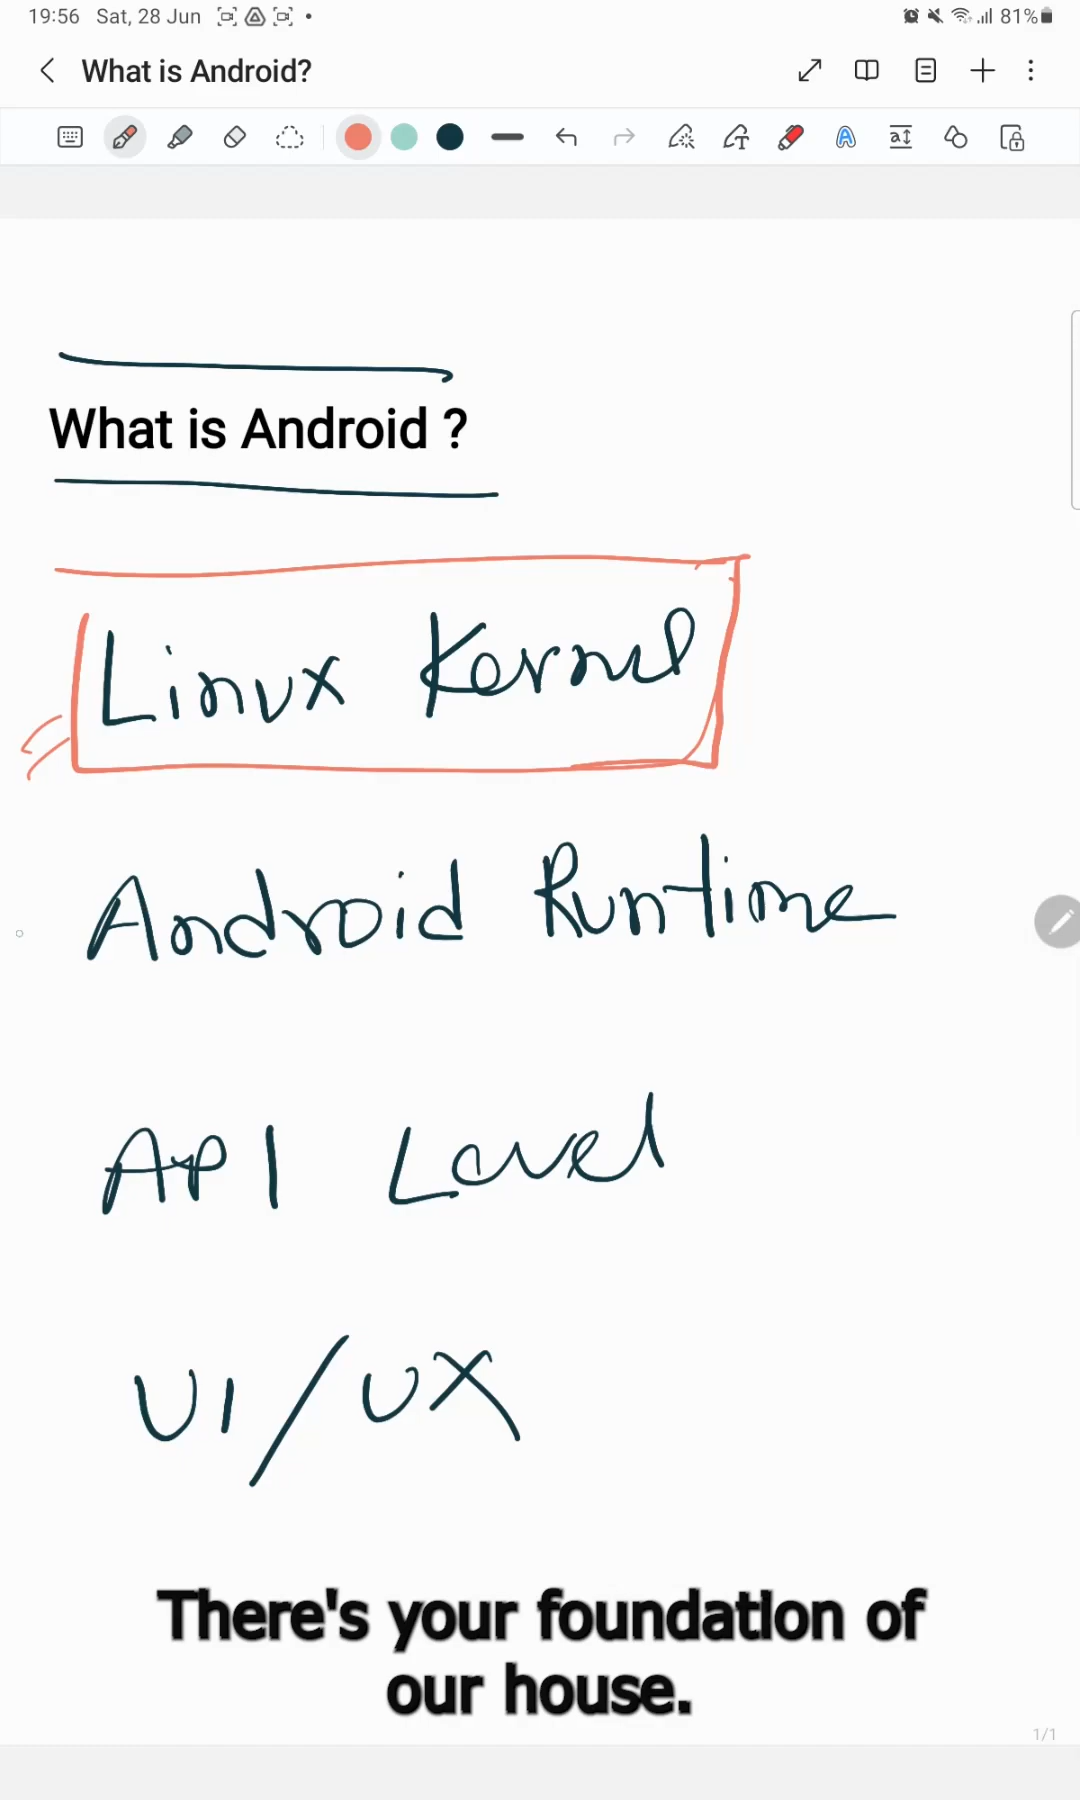 19:56 Sat, 28 Jun 81%
What is Android?
What is Android ?
Linux Kernel
Android Runtime
API Level
UI/UX
There's your foundation of
our house.
1/1